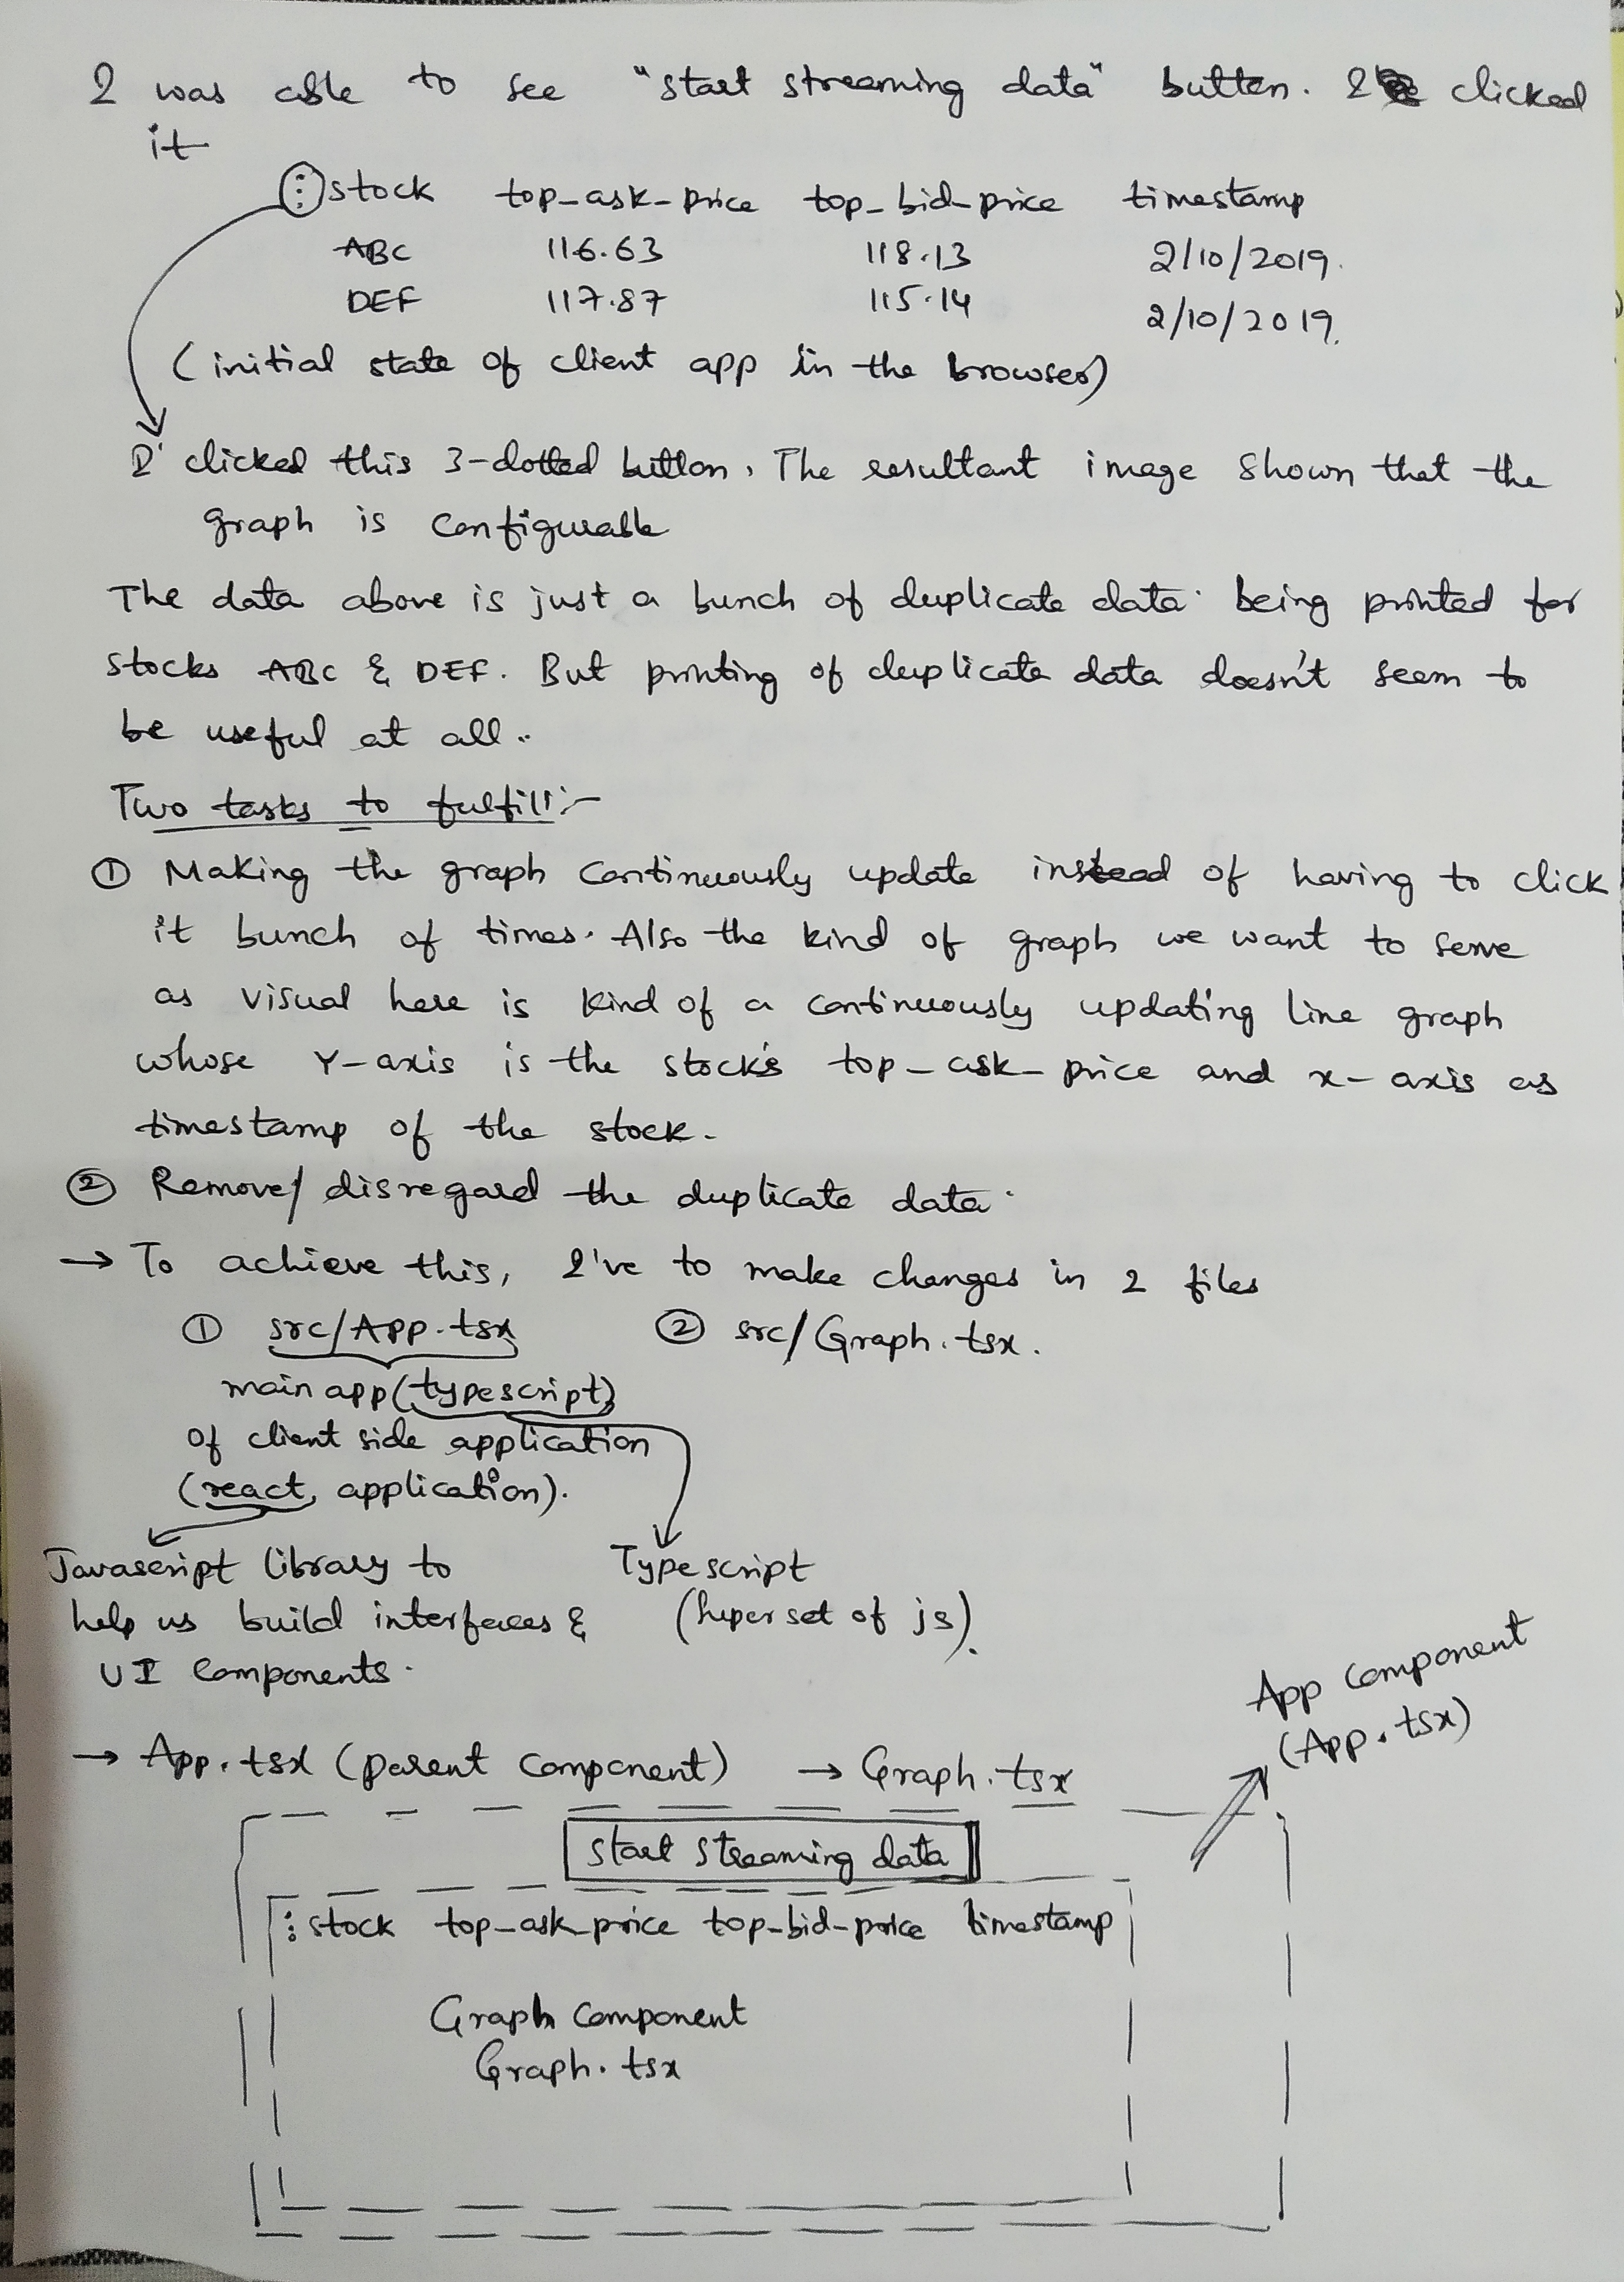 I was able to see "start streaming data" button. I clicked
it
⋮ stock top_ask_price top_bid_price timestamp
ABC 116.63 118.13 2/10/2019.
DEF 117.87 115.14 2/10/2019.
(initial state of client app in the browser)
I clicked this 3-dotted button. The resultant image shown that the
graph is configurable
The data above is just a bunch of duplicate data being printed for
stocks ABC & DEF. But printing of duplicate data doesn't seem to
be useful at all.
Two tasks to fulfill:-
① Making the graph continuously update instead of having to click
it bunch of times. Also the kind of graph we want to serve
as visual here is kind of a continuously updating line graph
whose Y-axis is the stock's top_ask_price and x-axis as
timestamp of the stock.
② Remove/disregard the duplicate data.
→ To achieve this, I've to make changes in 2 files
① src/App.tsx ② src/Graph.tsx.
main app (typescript)
of client side application
(react application).
Javascript library to
help us build interfaces &
UI Components.
Typescript
(huperset of js).
→ App.tsx (parent component) → Graph.tsx
App Component
(App.tsx)
start streaming data
⋮ stock top_ask_price top_bid_price timestamp
Graph Component
Graph.tsx